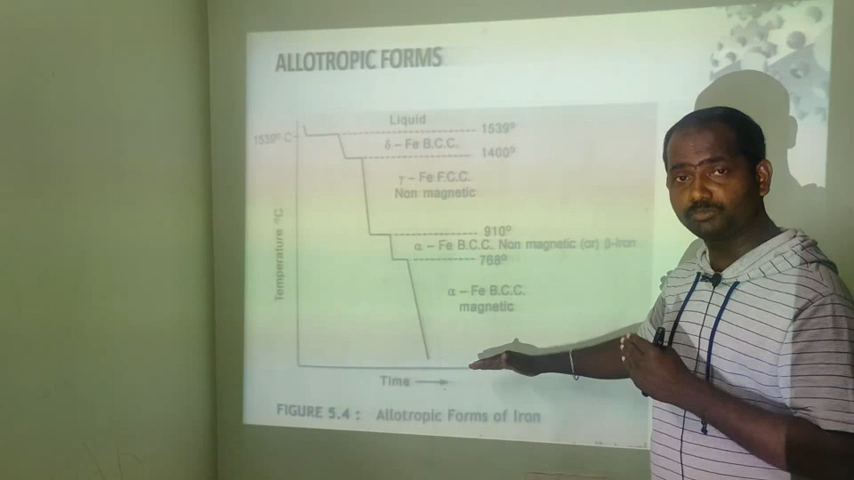 ALLOTROPIC FORMS
Liquid
1539°
1539° C
δ – Fe B.C.C.
1400°
γ – Fe F.C.C.
Non magnetic
910°
α – Fe B.C.C. Non magnetic (or) β-iron
768°
α – Fe B.C.C.
magnetic
Temperature °C
Time
FIGURE 5.4 : Allotropic Forms of Iron